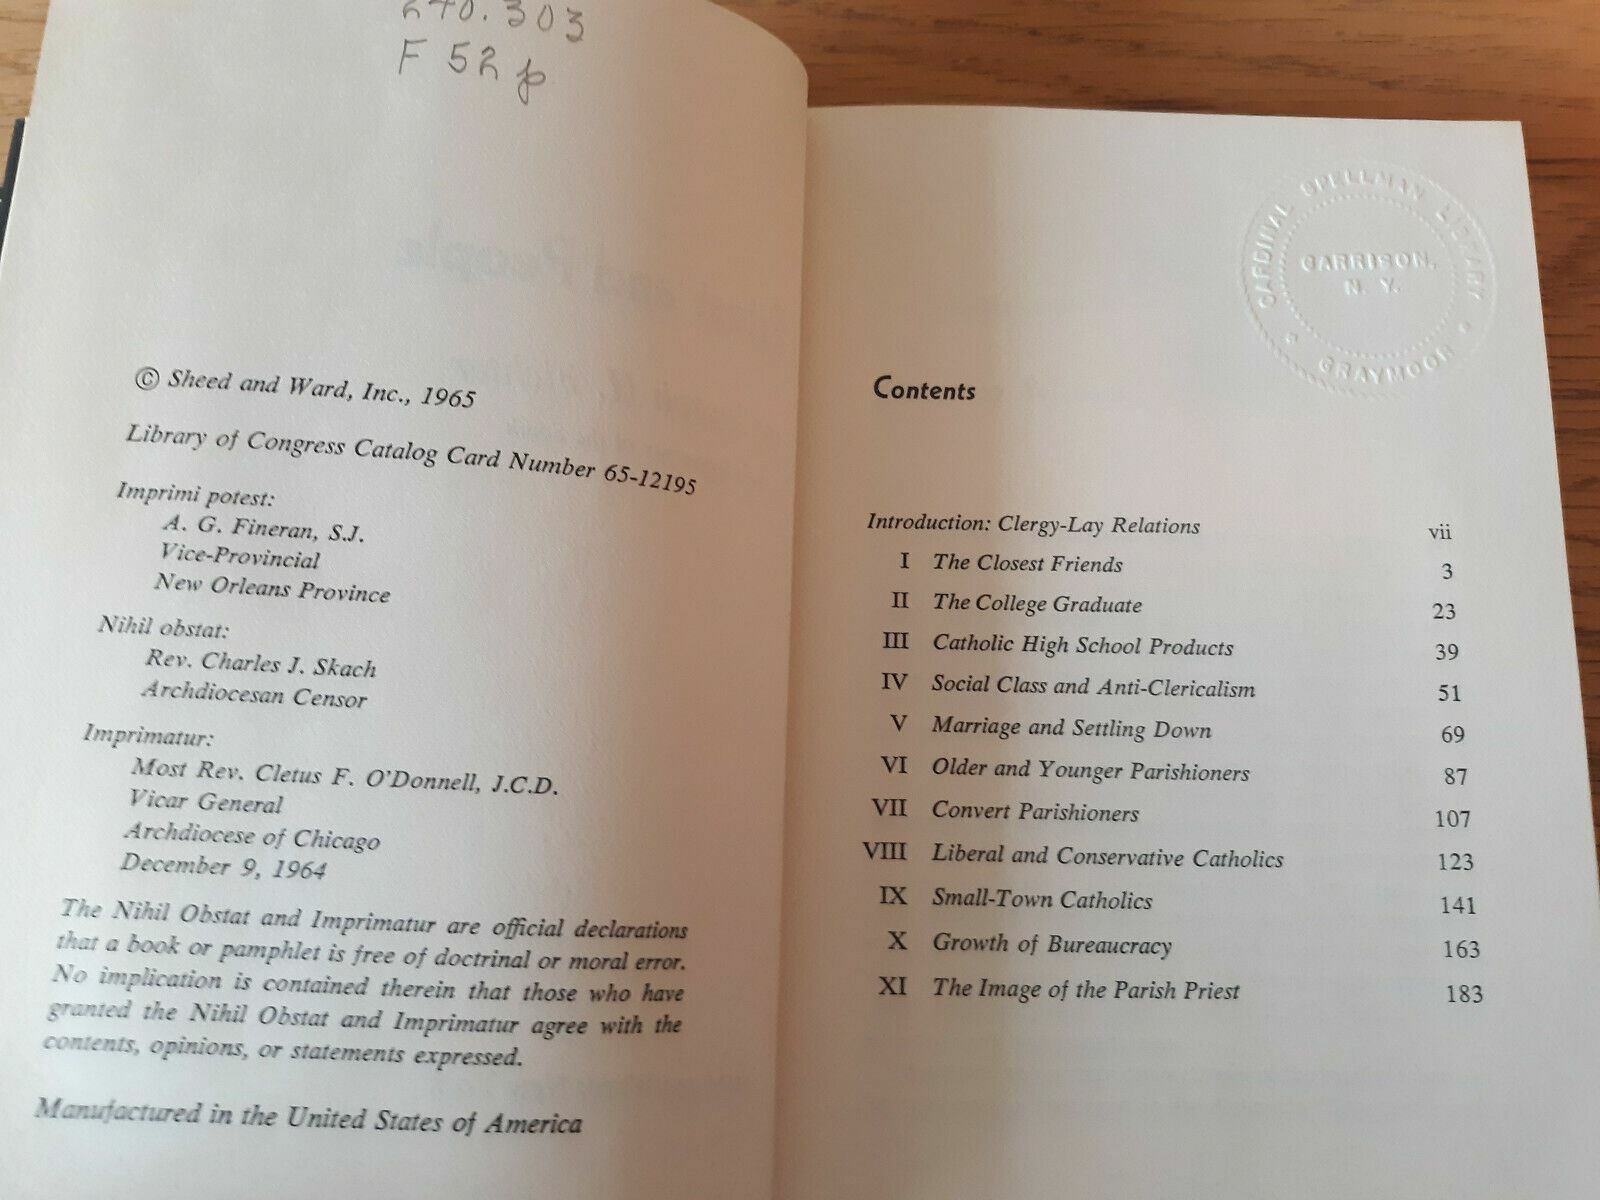 240.303
F 52 p
© Sheed and Ward, Inc., 1965
Library of Congress Catalog Card Number 65-12195
Imprimi potest:
A. G. Fineran, S.J.
Vice-Provincial
New Orleans Province
Nihil obstat:
Rev. Charles J. Skach
Archdiocesan Censor
Imprimatur:
Most Rev. Cletus F. O'Donnell, J.C.D.
Vicar General
Archdiocese of Chicago
December 9, 1964
The Nihil Obstat and Imprimatur are official declarations
that a book or pamphlet is free of doctrinal or moral error.
No implication is contained therein that those who have
granted the Nihil Obstat and Imprimatur agree with the
contents, opinions, or statements expressed.
Manufactured in the United States of America
CARDINAL SPELLMAN LIBRARY
GARRISON,
N. Y.
GRAYMOOR
Contents
Introduction: Clergy-Lay Relations vii
I The Closest Friends 3
II The College Graduate 23
III Catholic High School Products 39
IV Social Class and Anti-Clericalism 51
V Marriage and Settling Down 69
VI Older and Younger Parishioners 87
VII Convert Parishioners 107
VIII Liberal and Conservative Catholics 123
IX Small-Town Catholics 141
X Growth of Bureaucracy 163
XI The Image of the Parish Priest 183